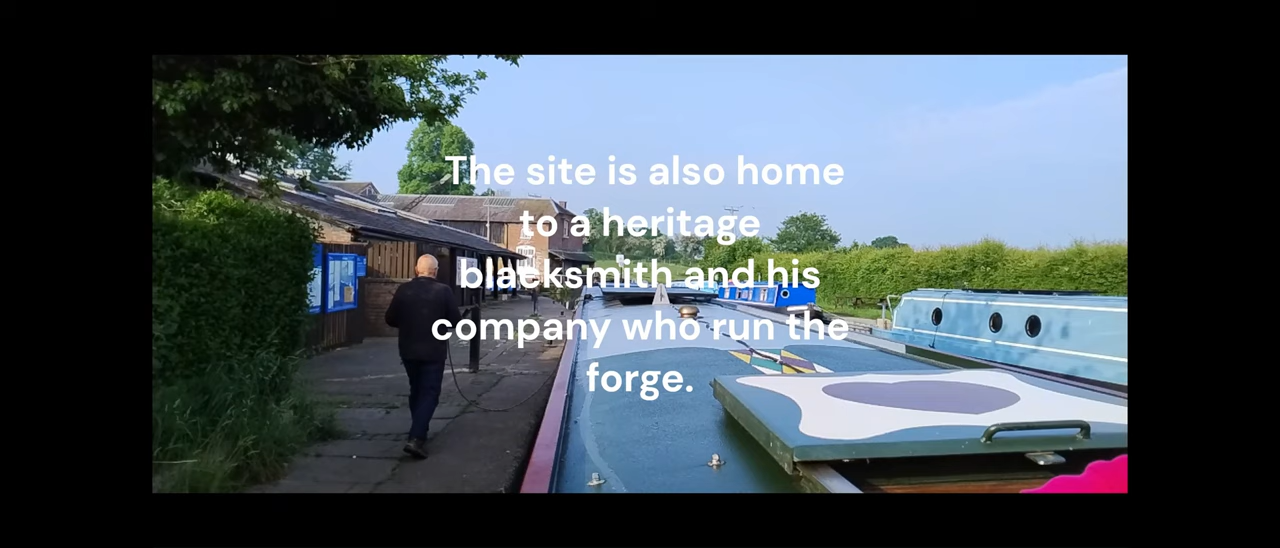 The site is also home
to a heritage
blacksmith and his
company who run the
forge.